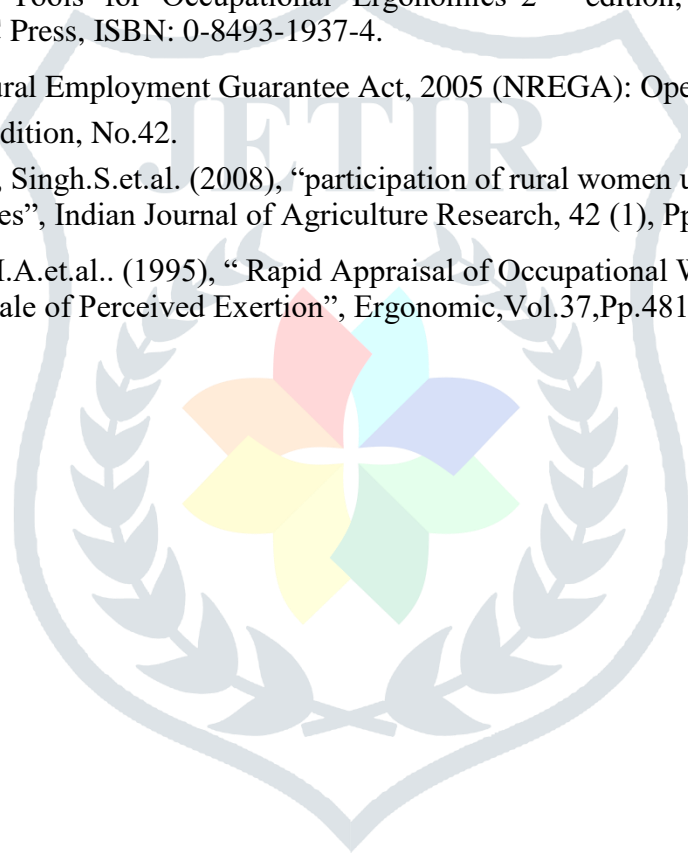 Tools for Occupational Ergonomics 2 edition,
Press, ISBN: 0-8493-1937-4.
ural Employment Guarantee Act, 2005 (NREGA): Ope
dition, No.42.
, Singh.S.et.al. (2008), “participation of rural women u
es”, Indian Journal of Agriculture Research, 42 (1), Pp
I.A.et.al.. (1995), “ Rapid Appraisal of Occupational W
ale of Perceived Exertion”, Ergonomic,Vol.37,Pp.481
JETIR